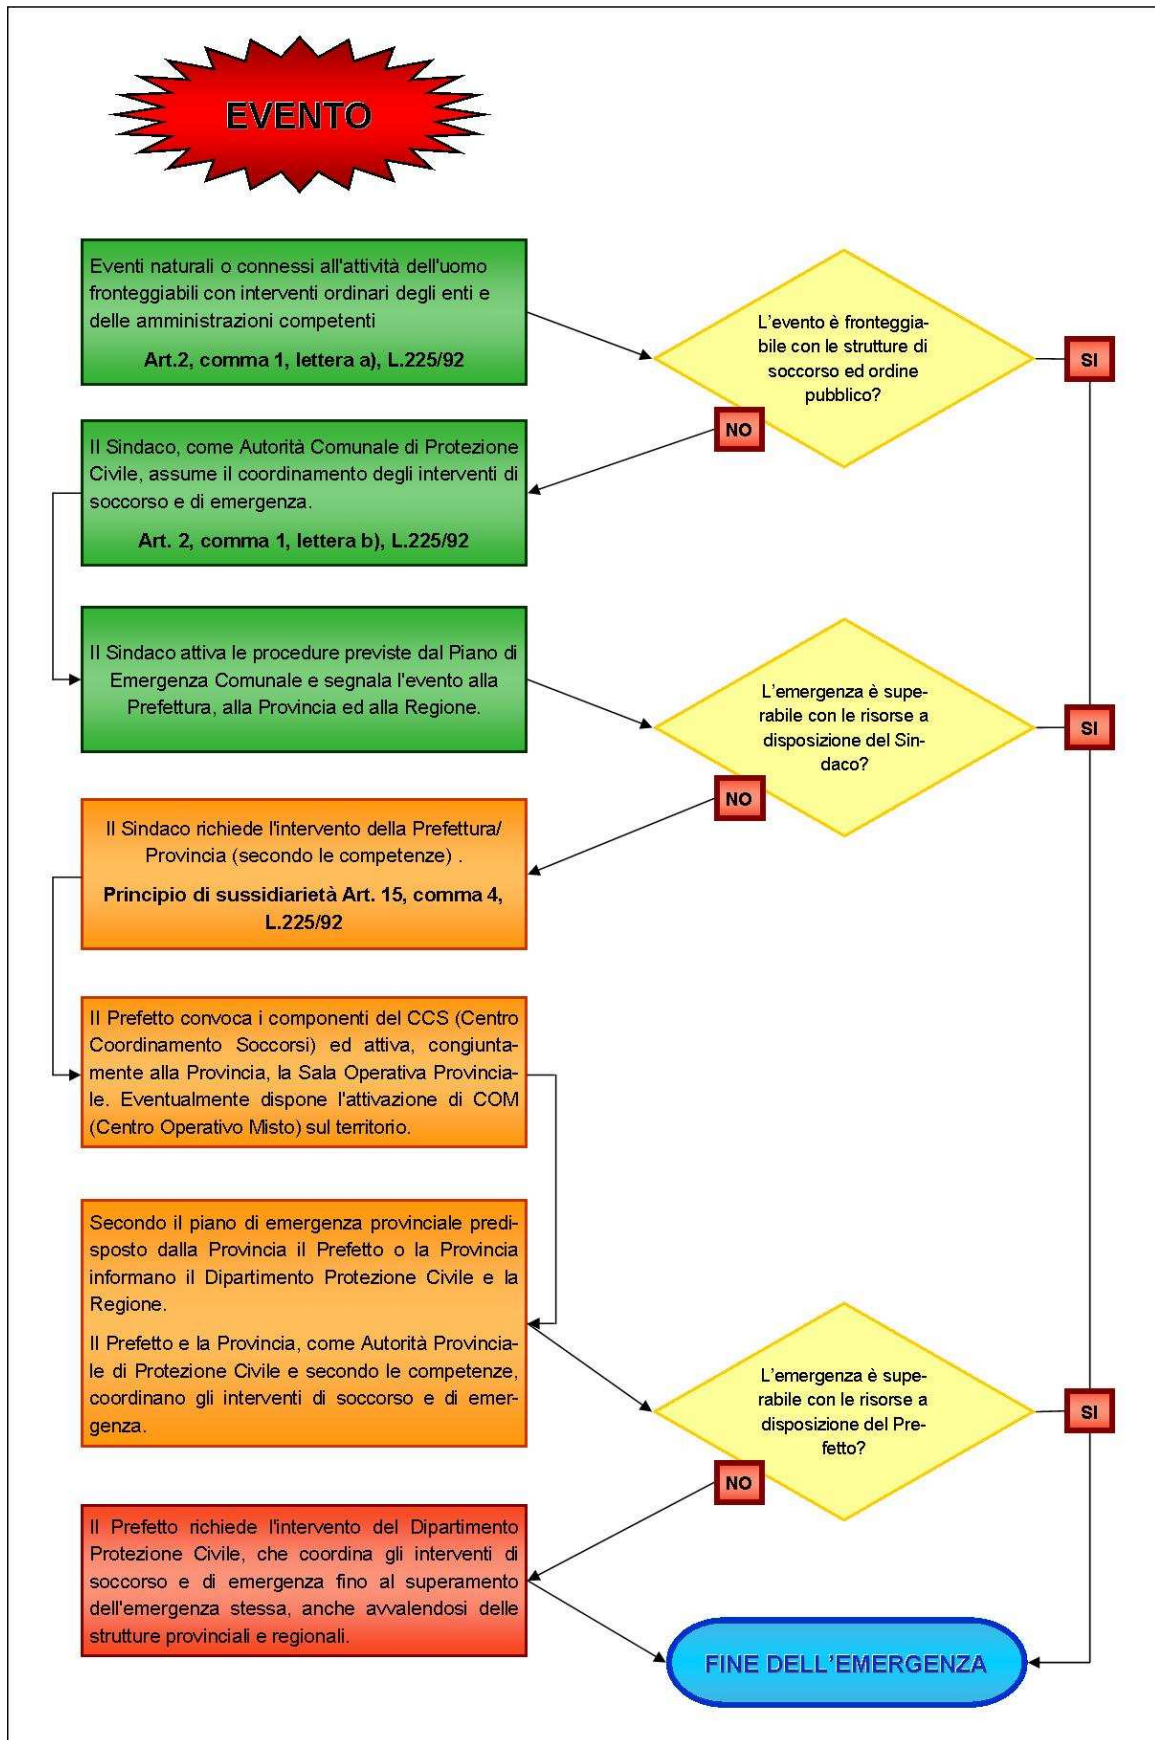 EVENTO
Eventi naturali o connessi all'attività dell'uomo
fronteggiabili con interventi ordinari degli enti e
delle amministrazioni competenti
Art.2, comma 1, lettera a), L.225/92
L'evento è fronteggia-
bile con le strutture di
soccorso ed ordine
pubblico?
SI
NO
Il Sindaco, come Autorità Comunale di Protezione
Civile, assume il coordinamento degli interventi di
soccorso e di emergenza.
Art. 2, comma 1, lettera b), L.225/92
Il Sindaco attiva le procedure previste dal Piano di
Emergenza Comunale e segnala l'evento alla
Prefettura, alla Provincia ed alla Regione.
L'emergenza è supe-
rabile con le risorse a
disposizione del Sin-
daco?
SI
NO
Il Sindaco richiede l'intervento della Prefettura/
Provincia (secondo le competenze) .
Principio di sussidiarietà Art. 15, comma 4,
L.225/92
Il Prefetto convoca i componenti del CCS (Centro
Coordinamento Soccorsi) ed attiva, congiunta-
mente alla Provincia, la Sala Operativa Provincia-
le. Eventualmente dispone l'attivazione di COM
(Centro Operativo Misto) sul territorio.
Secondo il piano di emergenza provinciale predi-
sposto dalla Provincia il Prefetto o la Provincia
informano il Dipartimento Protezione Civile e la
Regione.
Il Prefetto e la Provincia, come Autorità Provincia-
le di Protezione Civile e secondo le competenze,
coordinano gli interventi di soccorso e di emer-
genza.
L'emergenza è supe-
rabile con le risorse a
disposizione del Pre-
fetto?
SI
NO
Il Prefetto richiede l'intervento del Dipartimento
Protezione Civile, che coordina gli interventi di
soccorso e di emergenza fino al superamento
dell'emergenza stessa, anche avvalendosi delle
strutture provinciali e regionali.
FINE DELL'EMERGENZA